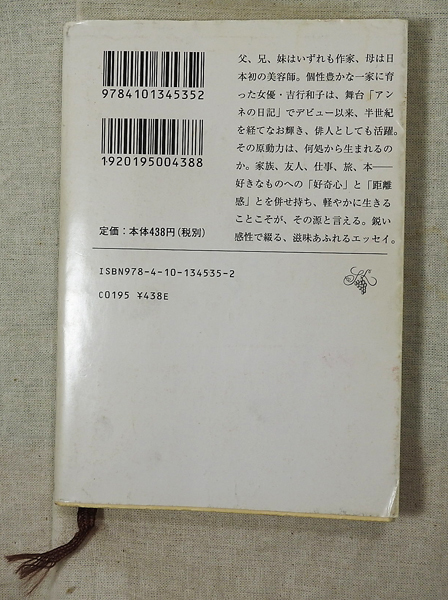 父、兄、妹はいずれも作家、母は日
本初の美容師。個性豊かな一家に育
った女優・吉行和子は、舞台「アン
ネの日記」でデビュー以来、半世紀
を経てなお輝き、俳人としても活躍。
その原動力は、何処から生まれるの
か。家族、友人、仕事、旅、本——
好きなものへの「好奇心」と「距離
感」とを併せ持ち、軽やかに生きる
ことこそが、その源と言える。鋭い
感性で綴る、滋味あふれるエッセイ。
9784101345352
1920195004388
定価：本体438円（税別）
ISBN978-4-10-134535-2
C0195 ¥438E